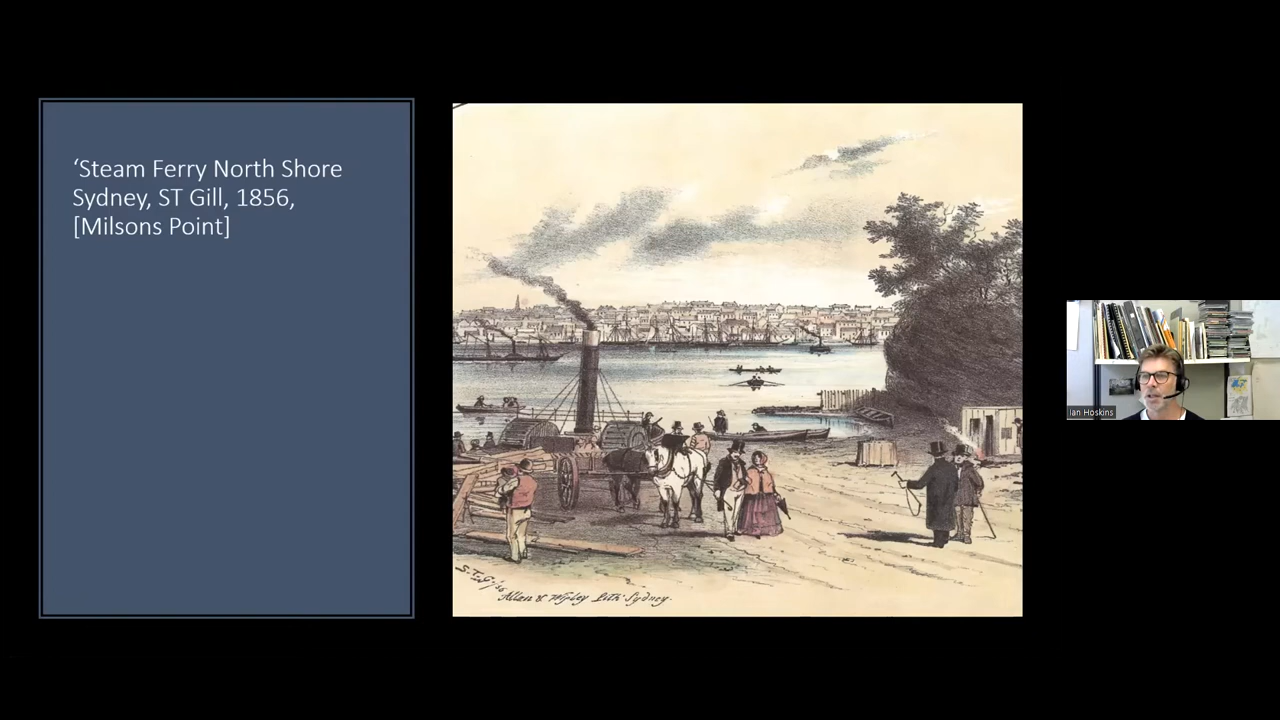 ‘Steam Ferry North Shore
Sydney, ST Gill, 1856,
[Milsons Point]
S.T.G.
Allan & Wigley Lith. Sydney.
ian Hoskins